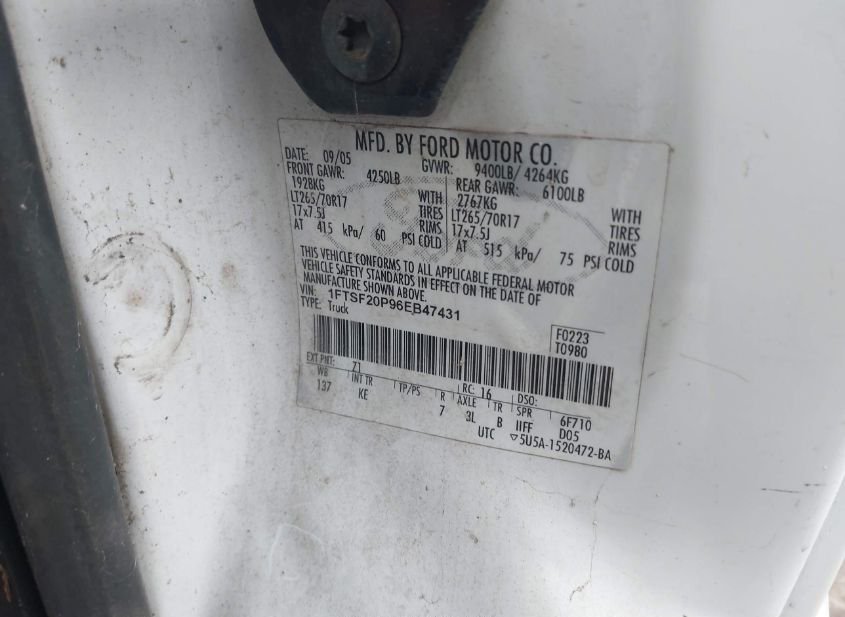 MFD. BY FORD MOTOR CO.
DATE: 09/05 GVWR: 9400LB/ 4264KG
FRONT GAWR: 4250LB REAR GAWR: 6100LB
1928KG WITH 2767KG WITH
LT265/70R17 TIRES LT265/70R17 TIRES
17x7.5J RIMS 17x7.5J RIMS
AT 415 kPa/ 60 PSI COLD AT 515 kPa/ 75 PSI COLD
THIS VEHICLE CONFORMS TO ALL APPLICABLE FEDERAL MOTOR
VEHICLE SAFETY STANDARDS IN EFFECT ON THE DATE OF
MANUFACTURE SHOWN ABOVE.
VIN: 1FTSF20P96EB47431
TYPE: Truck
F0223
T09B0
EXT PNT: 71 RC: 16 DSO:
WB INT TR TP/PS R AXLE TR SPR 6F710
137 KE 7 3L B IIFF D05
UTC ▽5U5A-1520472-BA